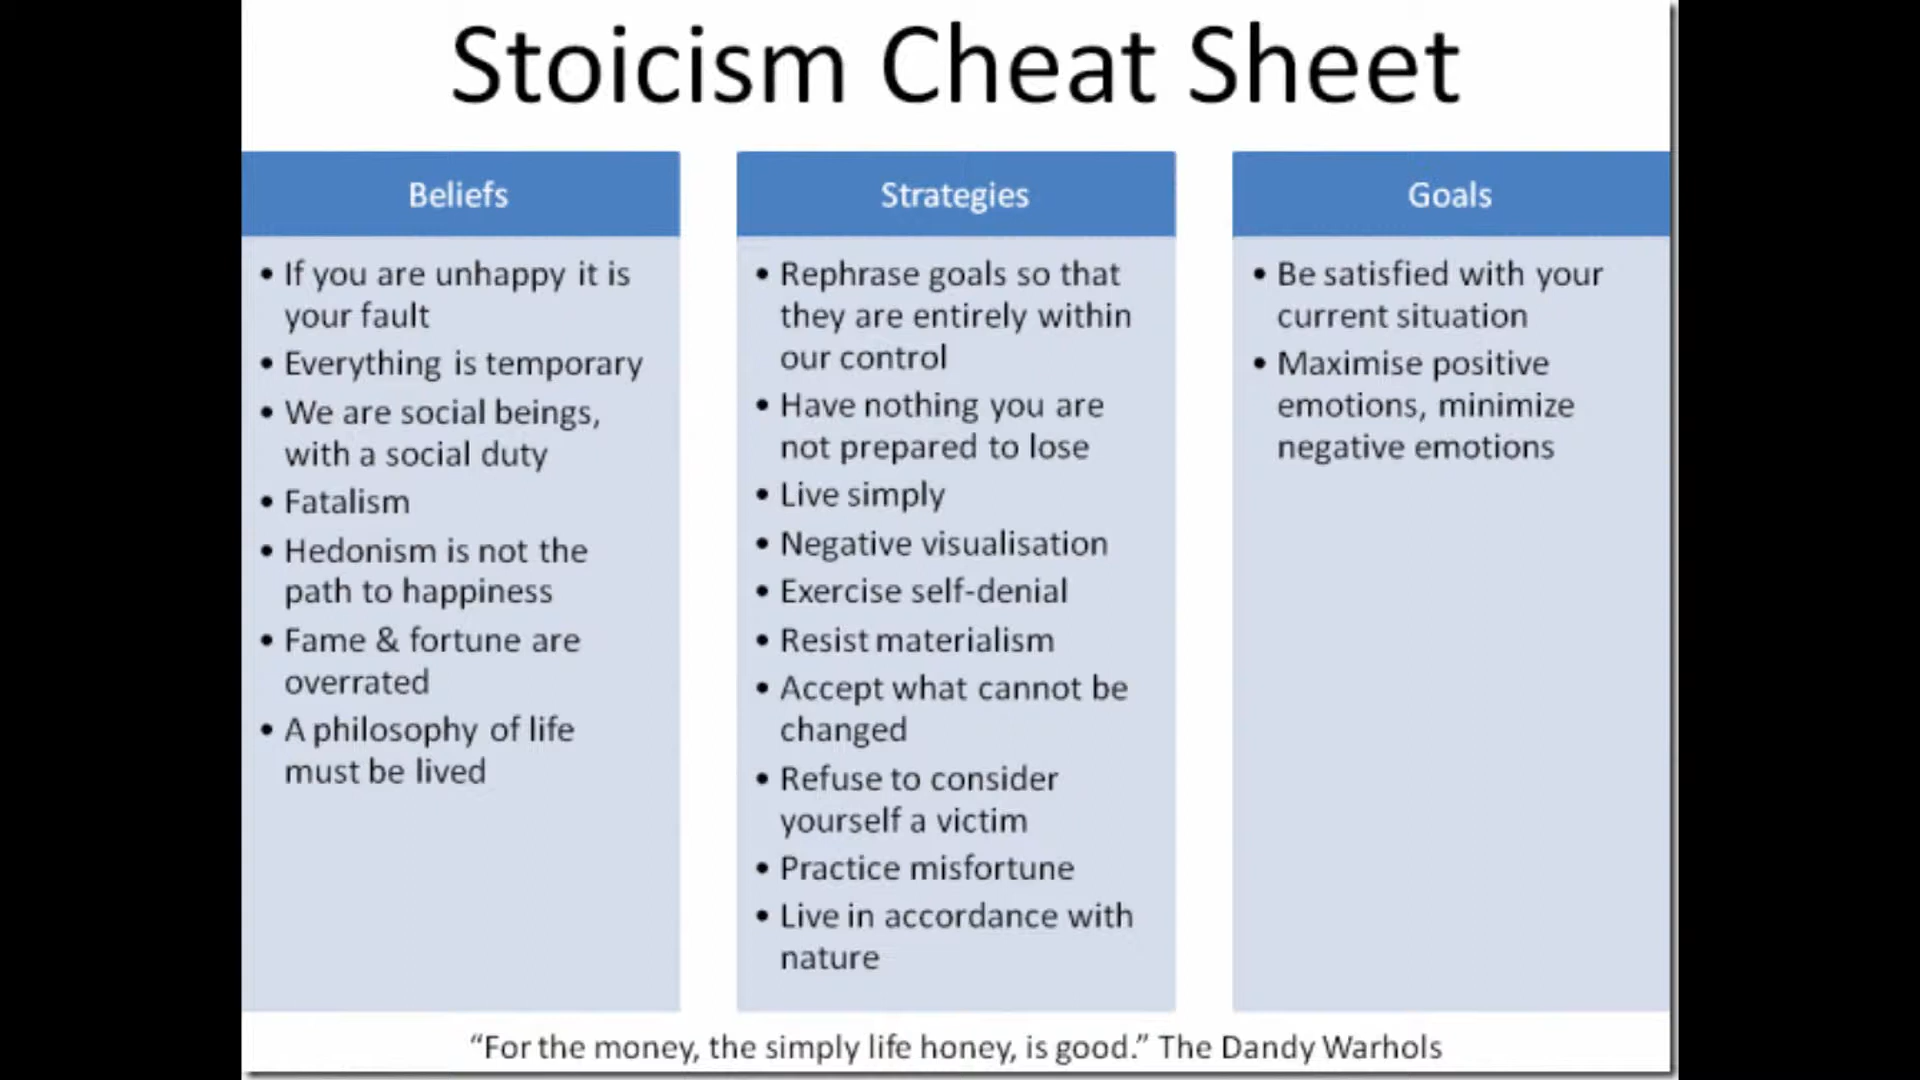 Stoicism Cheat Sheet
Beliefs
• If you are unhappy it is
your fault
• Everything is temporary
• We are social beings,
with a social duty
• Fatalism
• Hedonism is not the
path to happiness
• Fame & fortune are
overrated
• A philosophy of life
must be lived
Strategies
• Rephrase goals so that
they are entirely within
our control
• Have nothing you are
not prepared to lose
• Live simply
• Negative visualisation
• Exercise self-denial
• Resist materialism
• Accept what cannot be
changed
• Refuse to consider
yourself a victim
• Practice misfortune
• Live in accordance with
nature
Goals
• Be satisfied with your
current situation
• Maximise positive
emotions, minimize
negative emotions
“For the money, the simply life honey, is good.” The Dandy Warhols